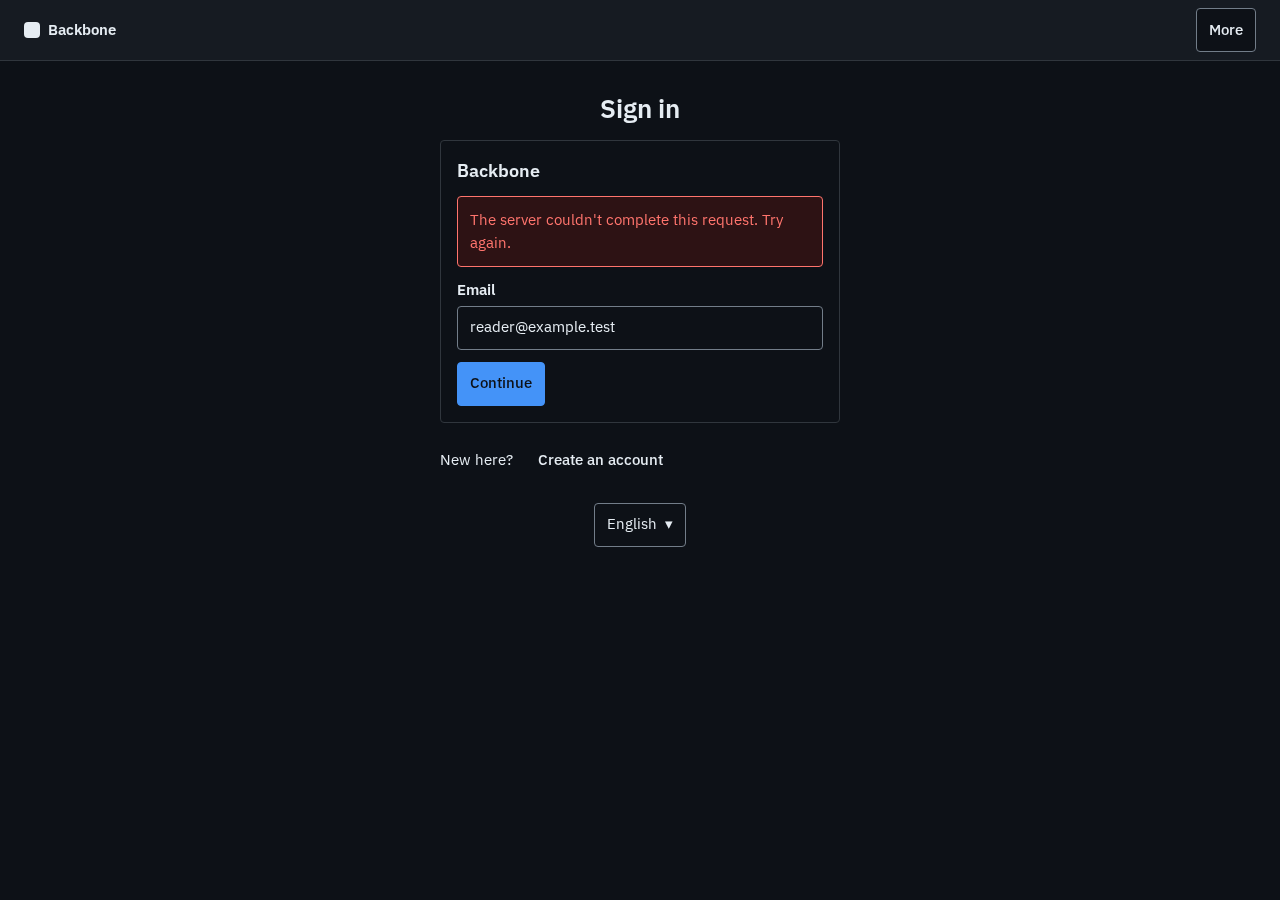 Backbone
More
Sign in
Backbone
The server couldn't complete this request. Try
again.
Email
reader@example.test
Continue
New here? Create an account
English ▾